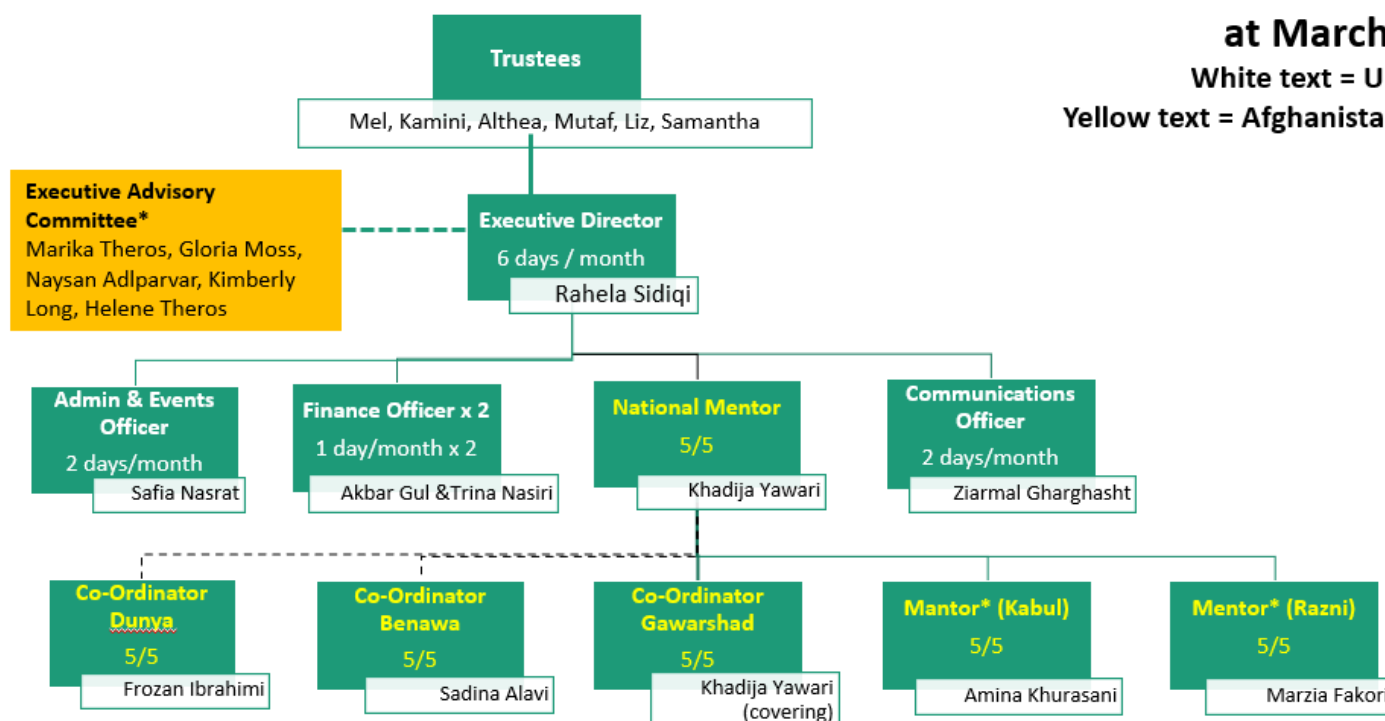 at March
White text = U
Yellow text = Afghanista
Trustees
Mel, Kamini, Althea, Mutaf, Liz, Samantha
Executive Advisory
Committee*
Marika Theros, Gloria Moss,
Naysan Adlparvar, Kimberly
Long, Helene Theros
Executive Director
6 days / month
Rahela Sidiqi
Admin & Events
Officer
2 days/month
Safia Nasrat
Finance Officer x 2
1 day/month x 2
Akbar Gul &Trina Nasiri
National Mentor
5/5
Khadija Yawari
Communications
Officer
2 days/month
Ziarmal Gharghasht
Co-Ordinator
Dunya
5/5
Frozan Ibrahimi
Co-Ordinator
Benawa
5/5
Sadina Alavi
Co-Ordinator
Gawarshad
5/5
Khadija Yawari
(covering)
Mantor* (Kabul)
5/5
Amina Khurasani
Mentor* (Razni)
5/5
Marzia Fakori